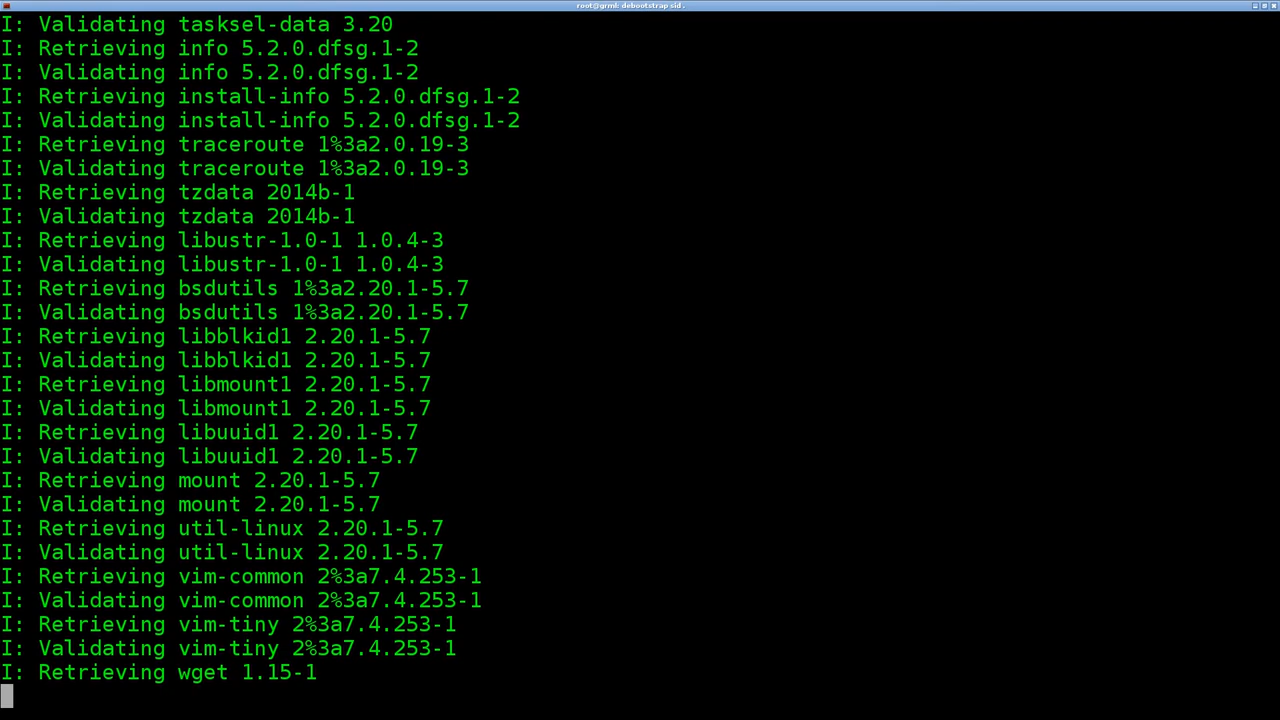 root@grml: debootstrap sid .
I: Validating tasksel-data 3.20
I: Retrieving info 5.2.0.dfsg.1-2
I: Validating info 5.2.0.dfsg.1-2
I: Retrieving install-info 5.2.0.dfsg.1-2
I: Validating install-info 5.2.0.dfsg.1-2
I: Retrieving traceroute 1%3a2.0.19-3
I: Validating traceroute 1%3a2.0.19-3
I: Retrieving tzdata 2014b-1
I: Validating tzdata 2014b-1
I: Retrieving libustr-1.0-1 1.0.4-3
I: Validating libustr-1.0-1 1.0.4-3
I: Retrieving bsdutils 1%3a2.20.1-5.7
I: Validating bsdutils 1%3a2.20.1-5.7
I: Retrieving libblkid1 2.20.1-5.7
I: Validating libblkid1 2.20.1-5.7
I: Retrieving libmount1 2.20.1-5.7
I: Validating libmount1 2.20.1-5.7
I: Retrieving libuuid1 2.20.1-5.7
I: Validating libuuid1 2.20.1-5.7
I: Retrieving mount 2.20.1-5.7
I: Validating mount 2.20.1-5.7
I: Retrieving util-linux 2.20.1-5.7
I: Validating util-linux 2.20.1-5.7
I: Retrieving vim-common 2%3a7.4.253-1
I: Validating vim-common 2%3a7.4.253-1
I: Retrieving vim-tiny 2%3a7.4.253-1
I: Validating vim-tiny 2%3a7.4.253-1
I: Retrieving wget 1.15-1